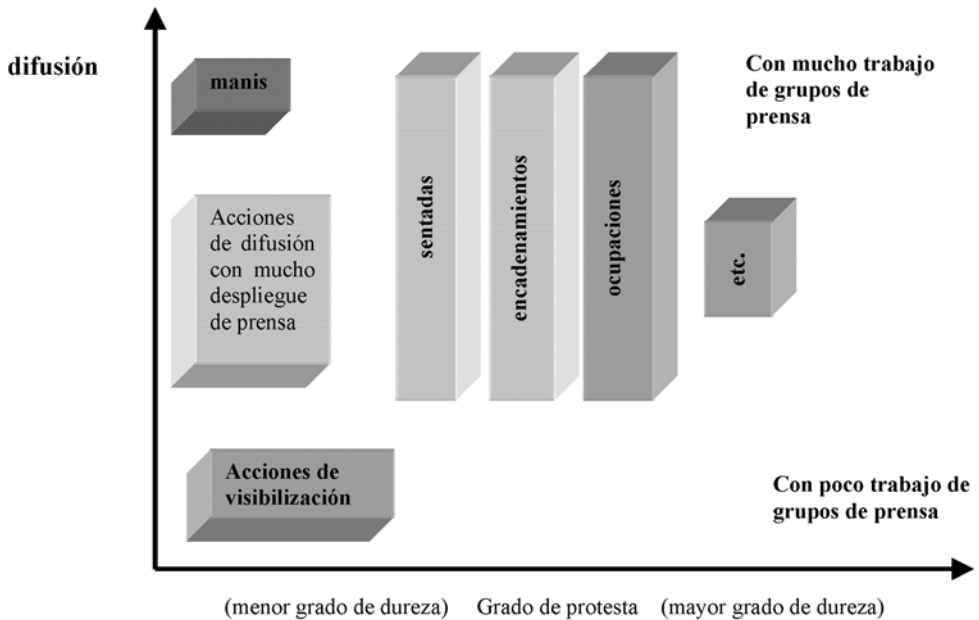 difusión
manis
Con mucho trabajo
de grupos de
prensa
Acciones
de difusión
con mucho
despliegue
de prensa
sentadas
encadenamientos
ocupaciones
etc.
Acciones de
visibilización
Con poco trabajo de
grupos de prensa
(menor grado de dureza) Grado de protesta (mayor grado de dureza)